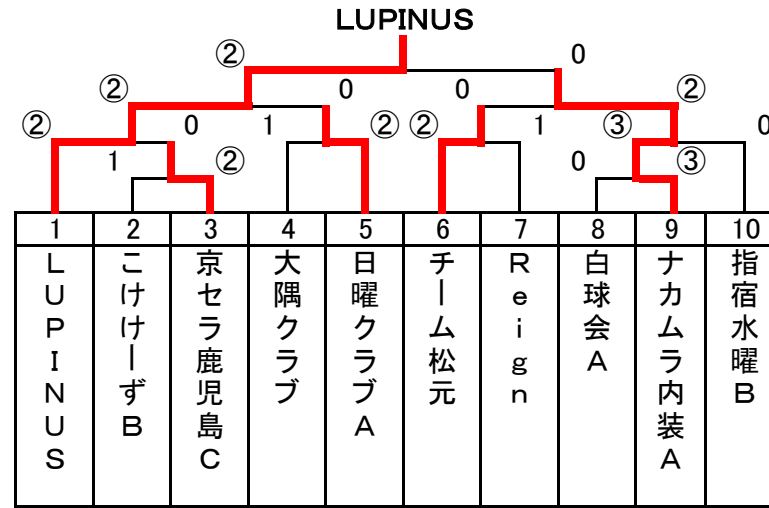 LUPINUS
② 0
② 0 0 ②
② 0 1 ② ② 1 ③ 0
1 ② 0 ③
1 2 3 4 5 6 7 8 9 10
LUPINUS
こけけーずB
京セラ鹿児島C
大隅クラブ
日曜クラブA
チーム松元
Reign
白球会A
ナカムラ内装A
指宿水曜B